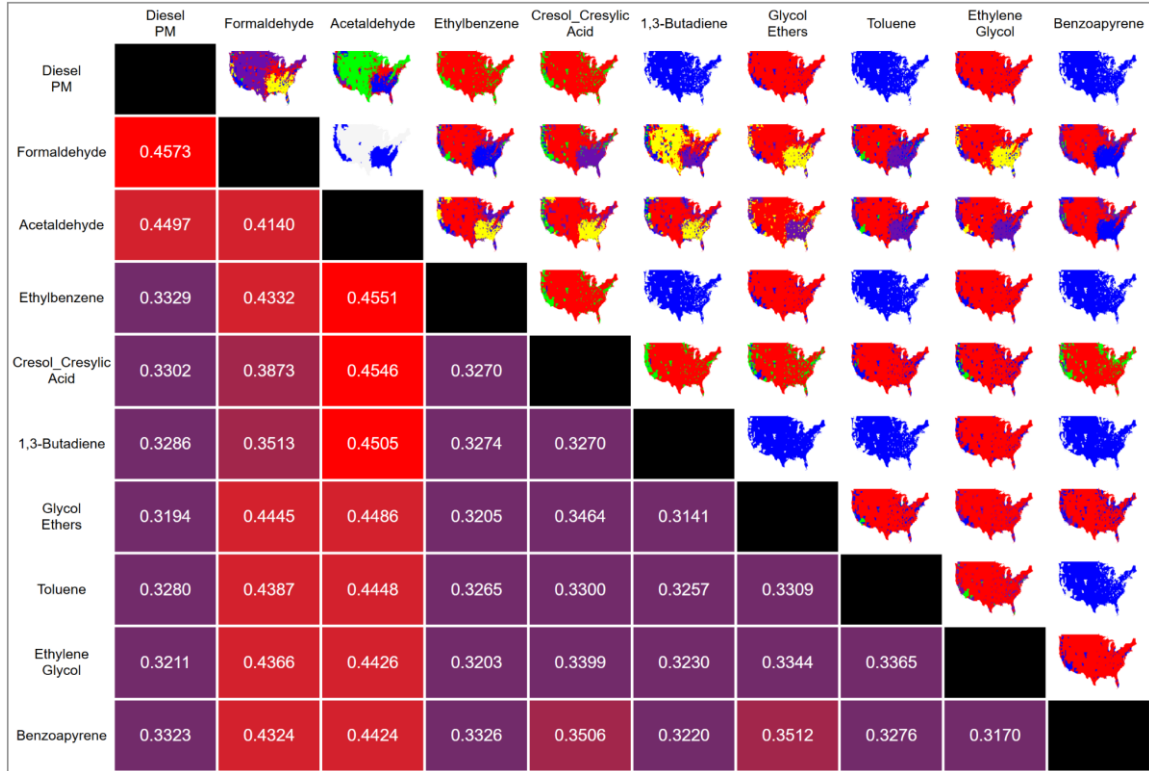 Diesel
PM
Formaldehyde
Acetaldehyde
Ethylbenzene
Cresol_Cresylic
Acid
1,3-Butadiene
Glycol
Ethers
Toluene
Ethylene
Glycol
Benzoapyrene
Diesel
PM
Formaldehyde
0.4573
Acetaldehyde
0.4497 0.4140
Ethylbenzene
0.3329 0.4332 0.4551
Cresol_Cresylic
Acid
0.3302 0.3873 0.4546 0.3270
1,3-Butadiene
0.3286 0.3513 0.4505 0.3274 0.3270
Glycol
Ethers
0.3194 0.4445 0.4486 0.3205 0.3464 0.3141
Toluene
0.3280 0.4387 0.4448 0.3265 0.3300 0.3257 0.3309
Ethylene
Glycol
0.3211 0.4366 0.4426 0.3203 0.3399 0.3230 0.3344 0.3365
Benzoapyrene
0.3323 0.4324 0.4424 0.3326 0.3506 0.3220 0.3512 0.3276 0.3170